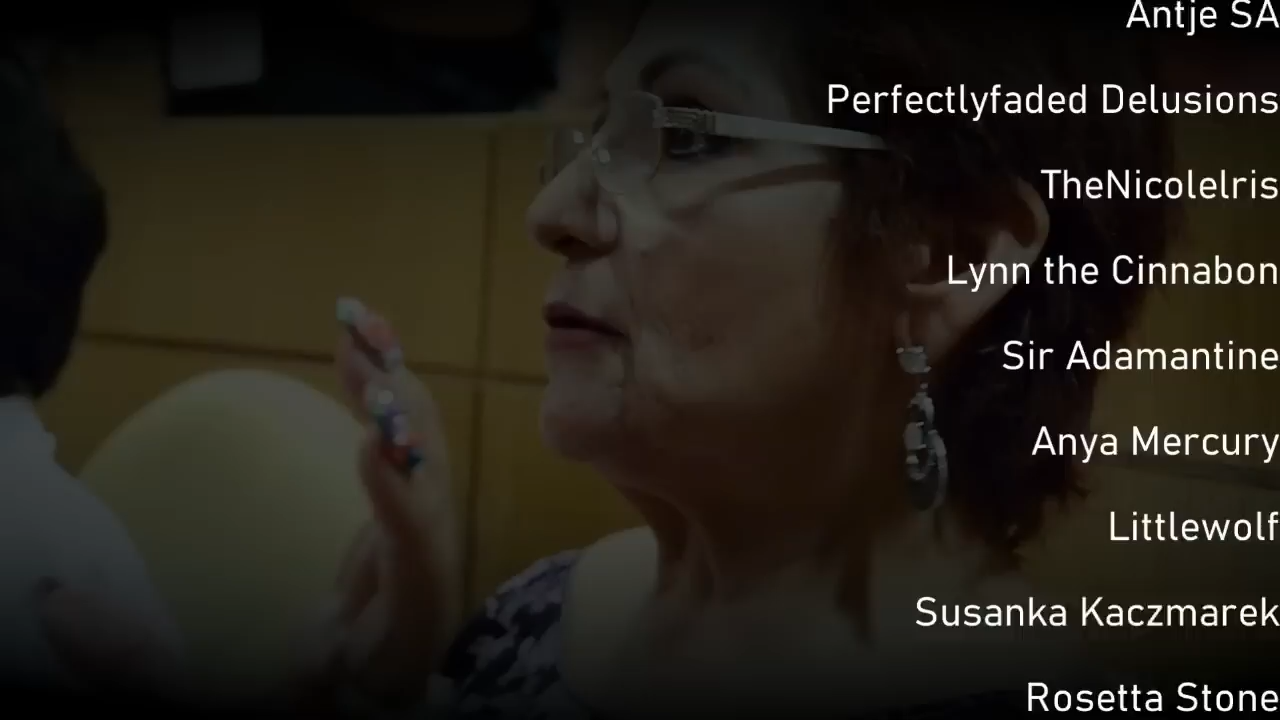 Antje SA
Perfectlyfaded Delusions
TheNicoleIris
Lynn the Cinnabon
Sir Adamantine
Anya Mercury
Littlewolf
Susanka Kaczmarek
Rosetta Stone